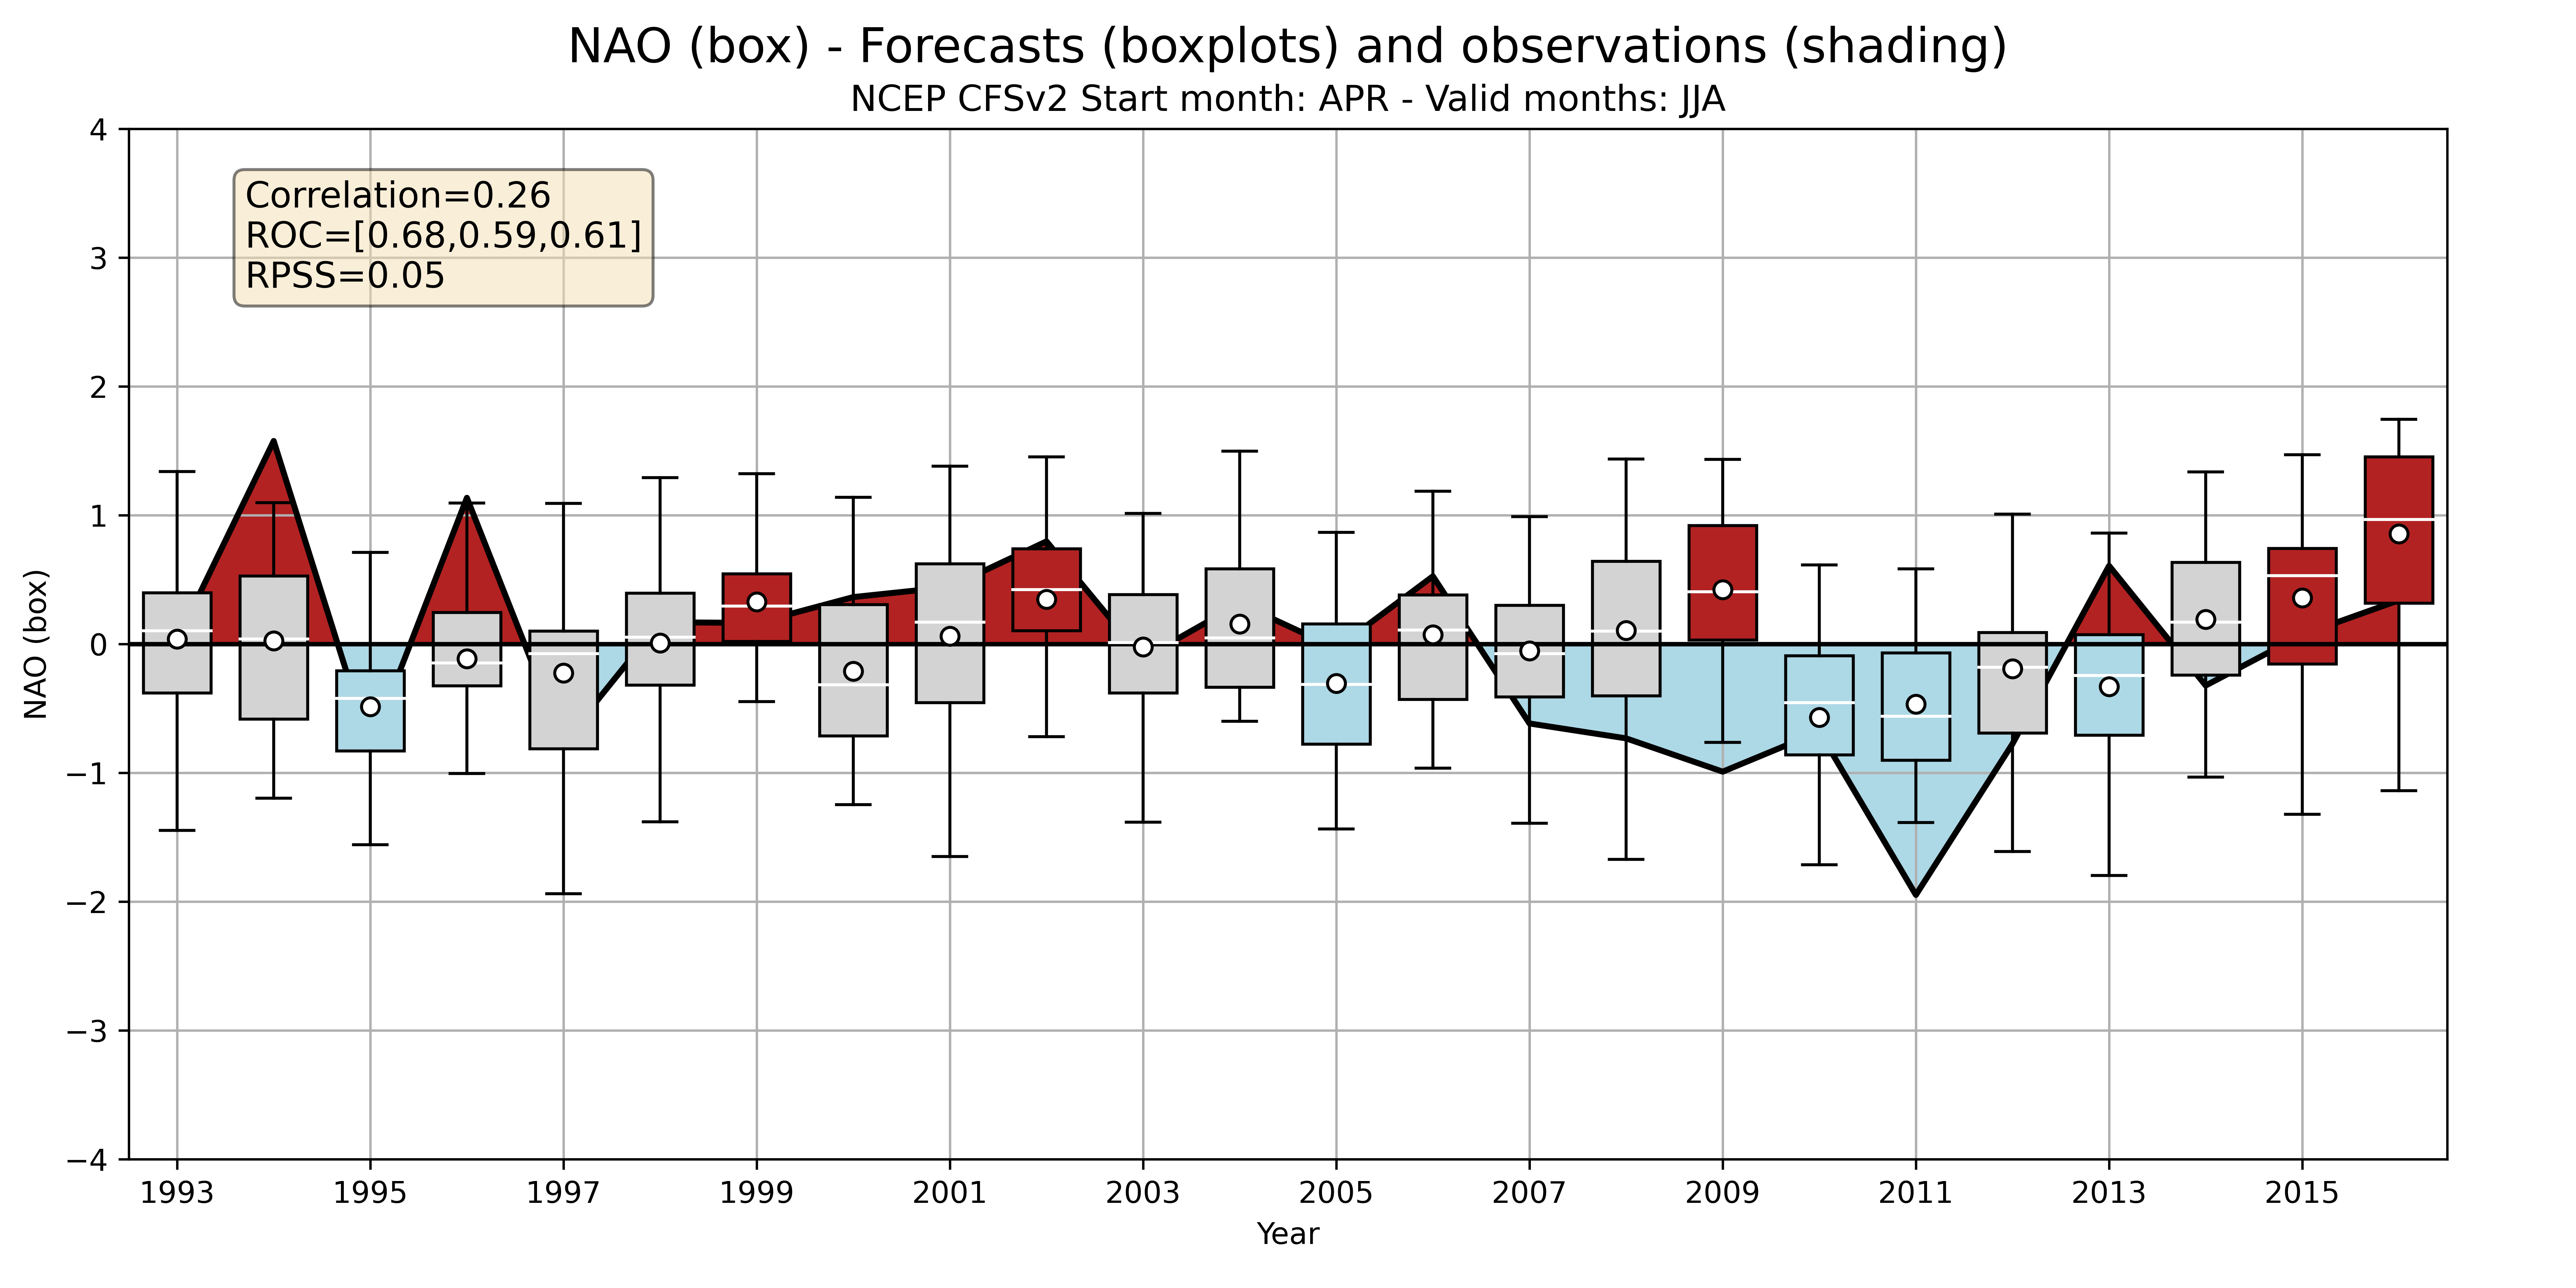 NAO (box) - Forecasts (boxplots) and observations (shading)
NCEP CFSv2 Start month: APR - Valid months: JJA
Correlation=0.26
ROC=[0.68,0.59,0.61]
RPSS=0.05
NAO (box)
4
3
2
1
0
−1
−2
−3
−4
1993 1995 1997 1999 2001 2003 2005 2007 2009 2011 2013 2015
Year